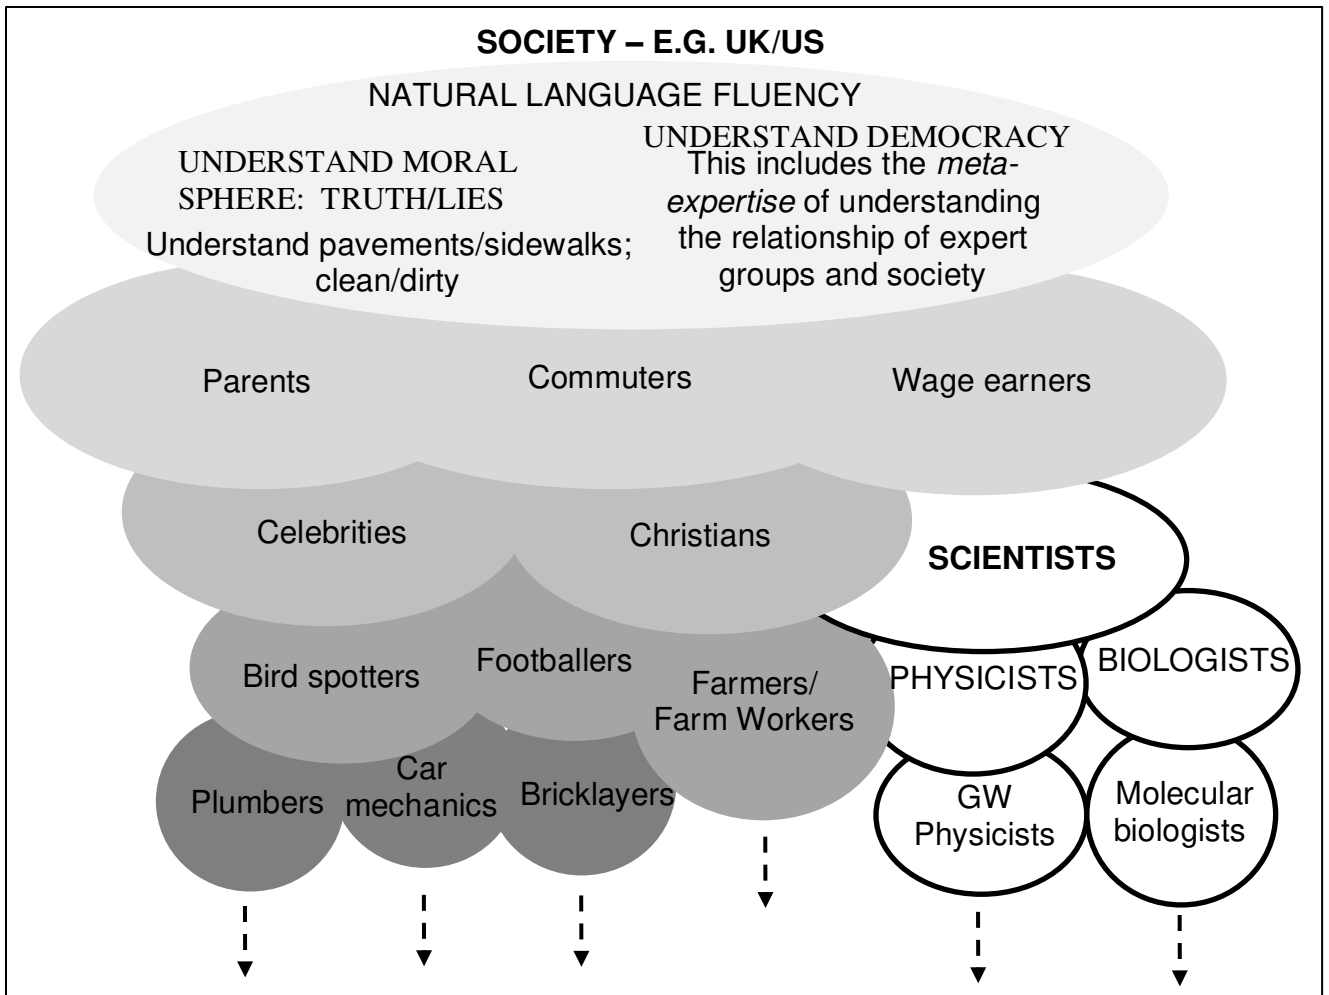 SOCIETY – E.G. UK/US
NATURAL LANGUAGE FLUENCY
UNDERSTAND MORAL
SPHERE: TRUTH/LIES
Understand pavements/sidewalks;
clean/dirty
UNDERSTAND DEMOCRACY
This includes the meta-
expertise of understanding
the relationship of expert
groups and society
Parents
Commuters
Wage earners
Celebrities
Christians
SCIENTISTS
Bird spotters
Footballers
Farmers/
Farm Workers
PHYSICISTS
BIOLOGISTS
Plumbers
Car
mechanics
Bricklayers
GW
Physicists
Molecular
biologists